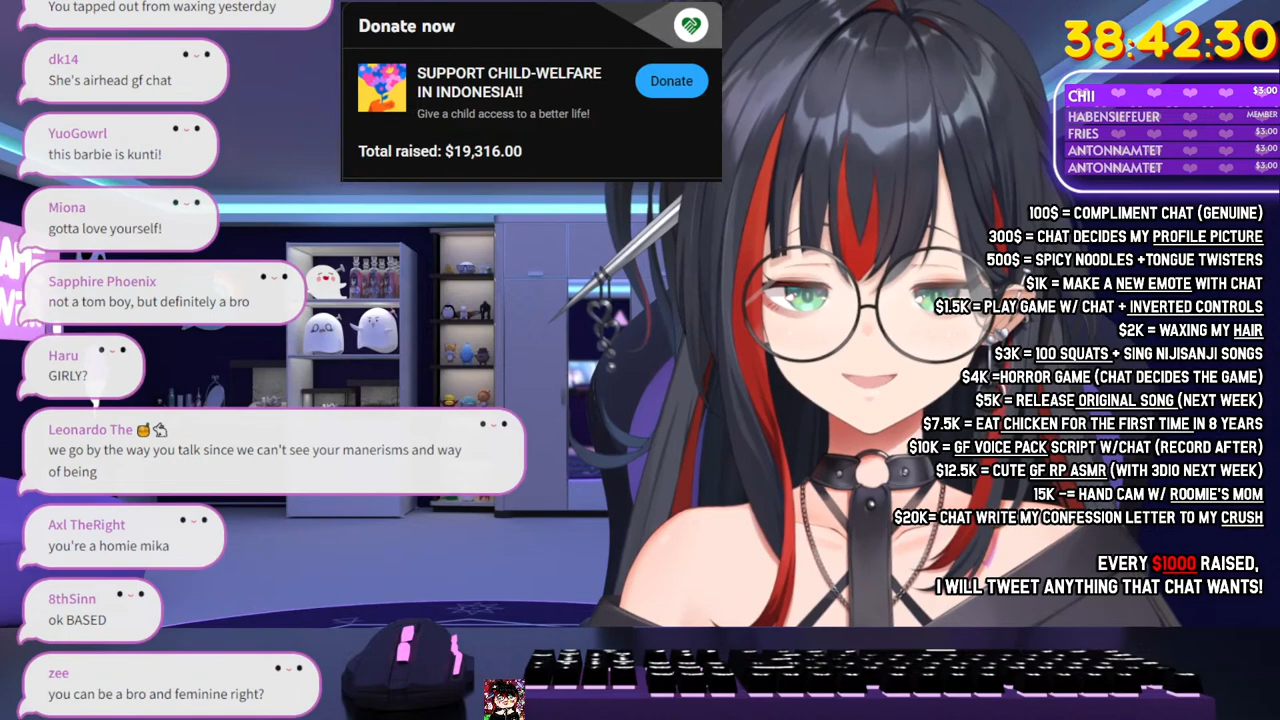 You tapped out from waxing yesterday
dk14
She's airhead gf chat
YuoGowrl
this barbie is kunti!
Miona
gotta love yourself!
Sapphire Phoenix
not a tom boy, but definitely a bro
Haru
GIRLY?
Leonardo The 🍯🐇
we go by the way you talk since we can't see your manerisms and way
of being
Axl TheRight
you're a homie mika
8thSinn
ok BASED
zee
you can be a bro and feminine right?
Donate now
SUPPORT CHILD-WELFARE
IN INDONESIA!!
Give a child access to a better life!
Donate
Total raised: $19,316.00
38:42:30
CHII $3.00
HABENSIEFEUER MEMBER
FRIES $3.00
ANTONNAMTET $3.00
ANTONNAMTET $3.00
100$ = COMPLIMENT CHAT (GENUINE)
300$ = CHAT DECIDES MY PROFILE PICTURE
500$ = SPICY NOODLES +TONGUE TWISTERS
$1K = MAKE A NEW EMOTE WITH CHAT
$1.5K = PLAY GAME W/ CHAT + INVERTED CONTROLS
$2K = WAXING MY HAIR
$3K = 100 SQUATS + SING NIJISANJI SONGS
$4K =HORROR GAME (CHAT DECIDES THE GAME)
$5K = RELEASE ORIGINAL SONG (NEXT WEEK)
$7.5K = EAT CHICKEN FOR THE FIRST TIME IN 8 YEARS
$10K = GF VOICE PACK SCRIPT W/CHAT (RECORD AFTER)
$12.5K = CUTE GF RP ASMR (WITH 3DIO NEXT WEEK)
15K -= HAND CAM W/ ROOMIE'S MOM
$20K= CHAT WRITE MY CONFESSION LETTER TO MY CRUSH
EVERY $1000 RAISED,
I WILL TWEET ANYTHING THAT CHAT WANTS!